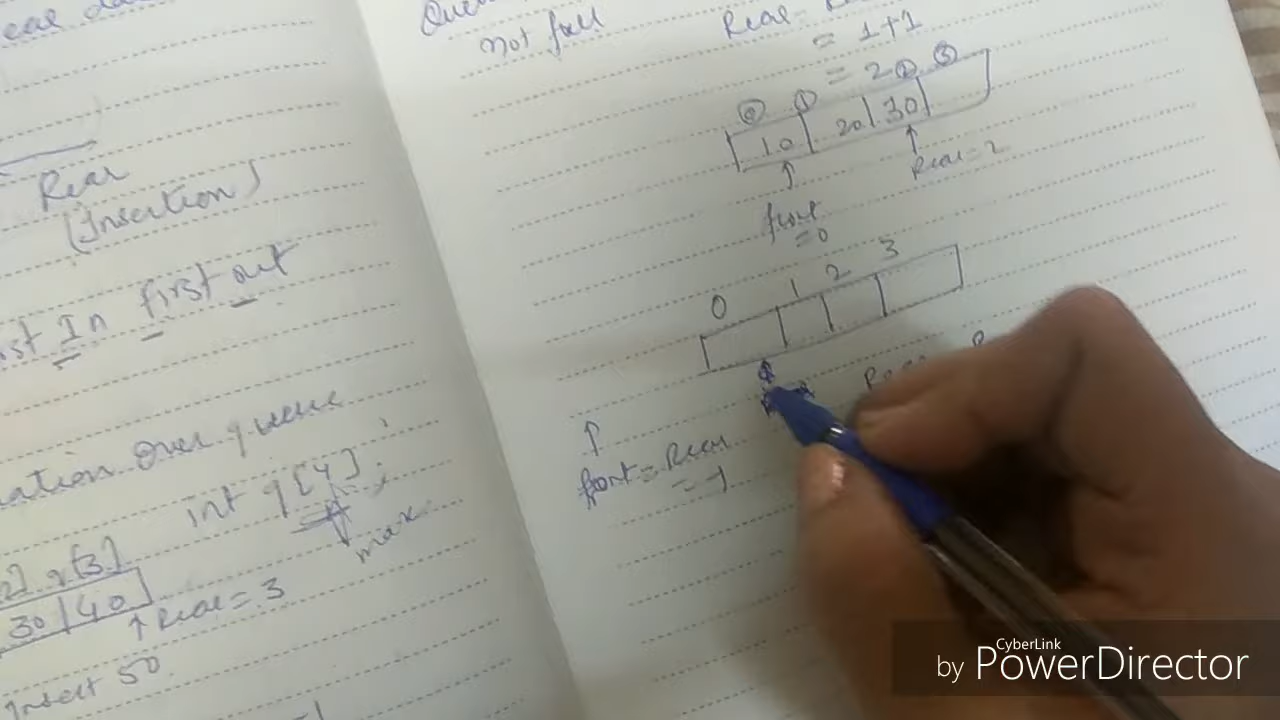 Rear
(Insertion)
In first out
over queue
int q[4];
max
q[3]
30 | 40
↑ Rear = 3
Insert 50
not full
Rear =
= 1+1
= 2
0 1 2 3
10 | 20 | 30 |
↑ ↑
Rear = 2
front
= 0
0 1 2 3
↑
front = Rear
= -1
CyberLink
by PowerDirector